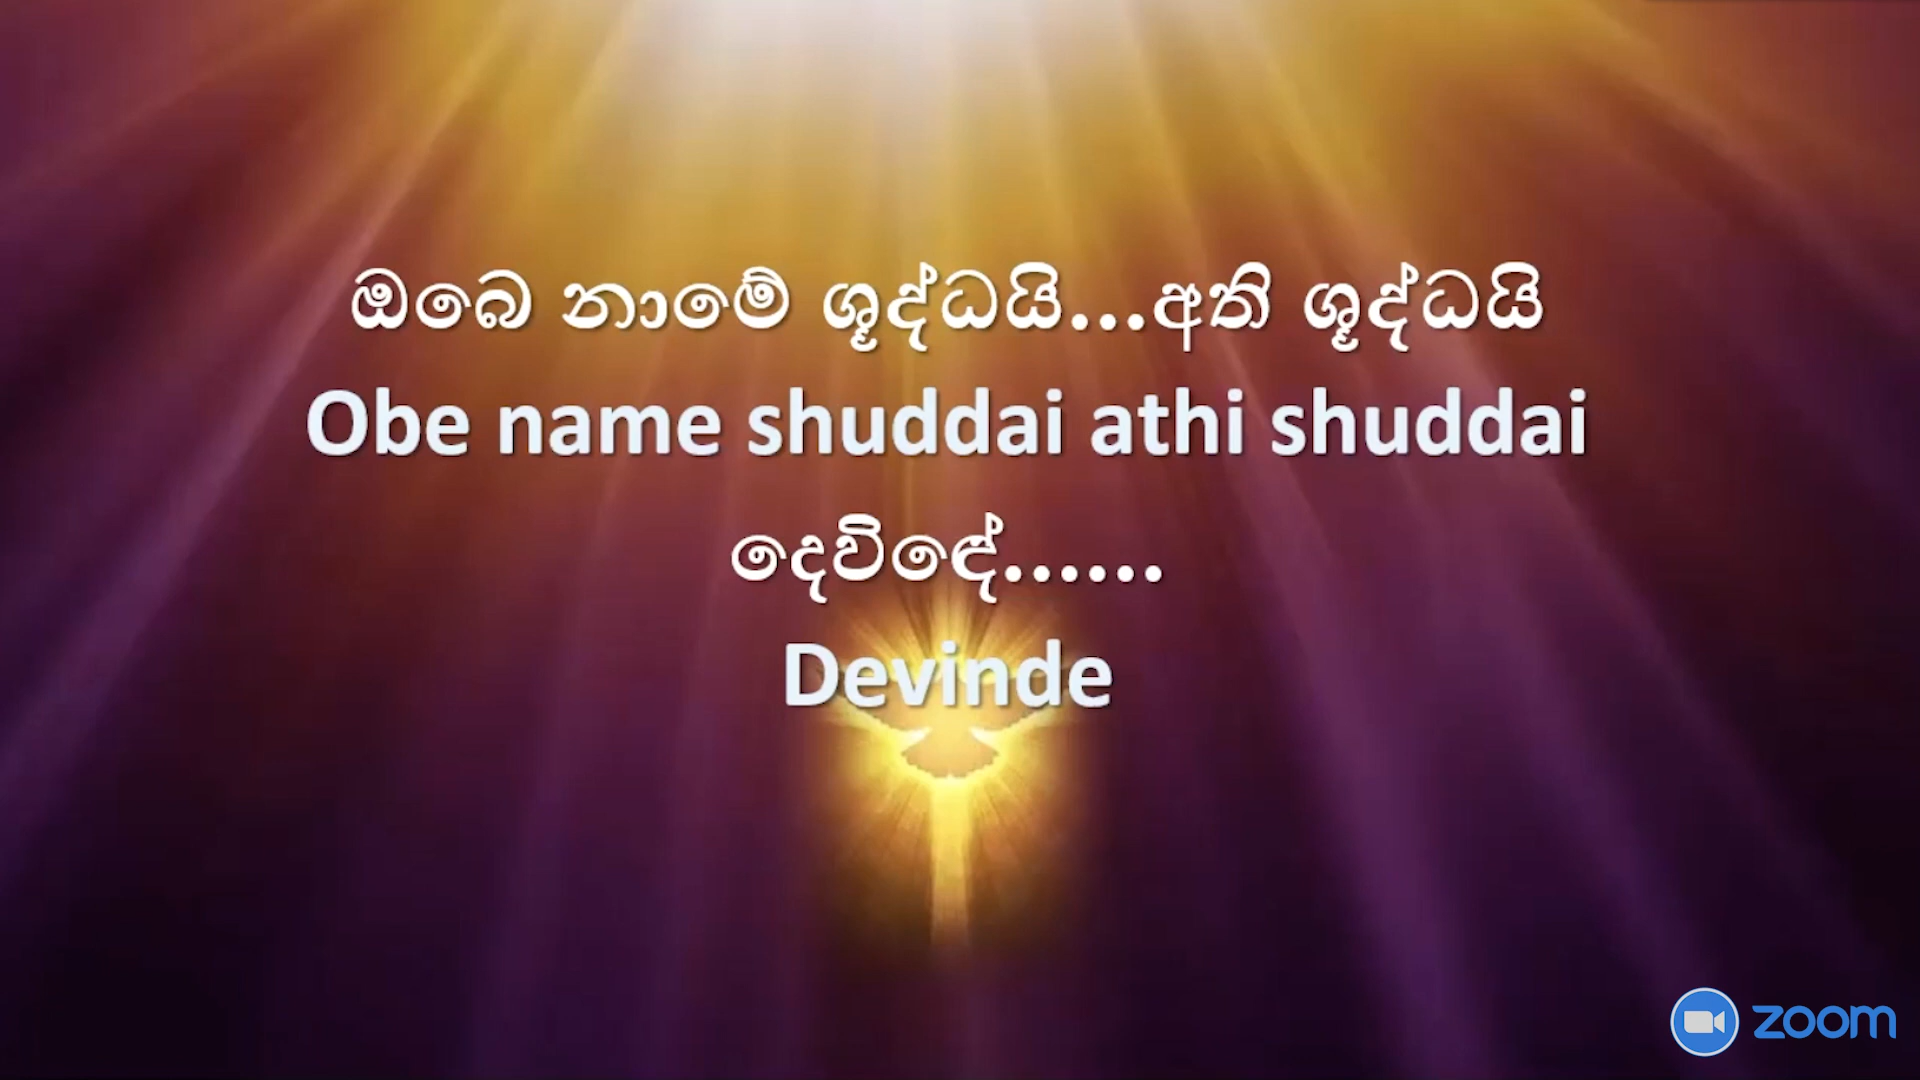 ඔබෙ නාමේ ශූද්ධයි...අති ශූද්ධයි
Obe name shuddai athi shuddai
දෙවිඳේ......
Devinde
zoom